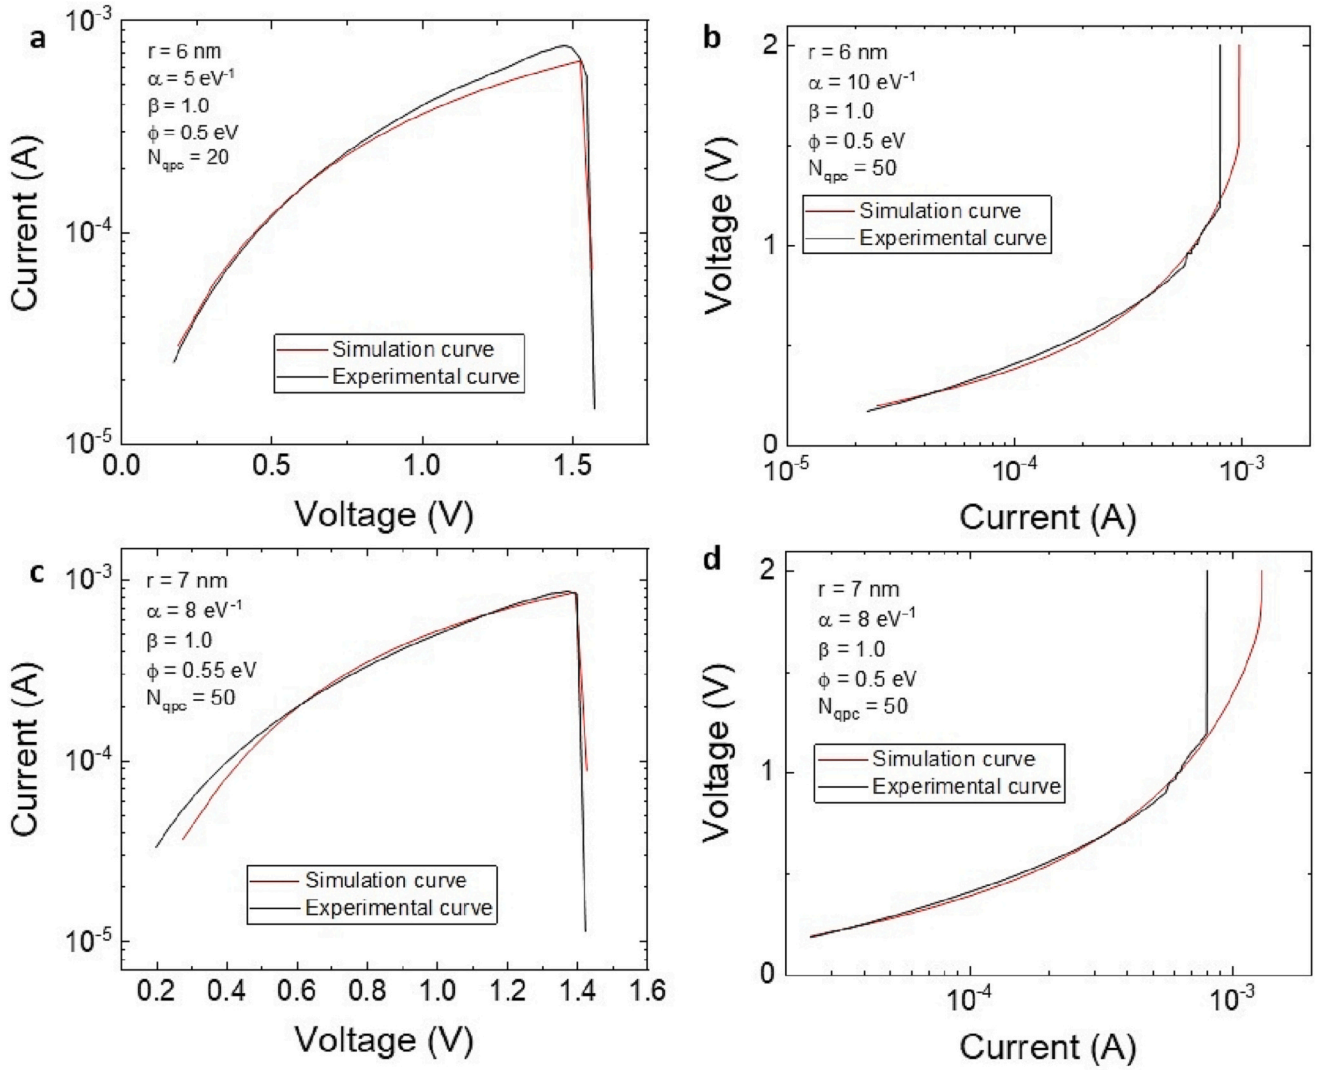 a
r = 6 nm
α = 5 eV⁻¹
β = 1.0
ϕ = 0.5 eV
Nqpc = 20
Simulation curve
Experimental curve
10⁻³
10⁻⁴
10⁻⁵
Current (A)
0.0 0.5 1.0 1.5
Voltage (V)
b
r = 6 nm
α = 10 eV⁻¹
β = 1.0
ϕ = 0.5 eV
Nqpc = 50
Simulation curve
Experimental curve
2
1
0
Voltage (V)
10⁻⁵ 10⁻⁴ 10⁻³
Current (A)
c
r = 7 nm
α = 8 eV⁻¹
β = 1.0
ϕ = 0.55 eV
Nqpc = 50
Simulation curve
Experimental curve
10⁻³
10⁻⁴
10⁻⁵
Current (A)
0.2 0.4 0.6 0.8 1.0 1.2 1.4 1.6
Voltage (V)
d
r = 7 nm
α = 8 eV⁻¹
β = 1.0
ϕ = 0.5 eV
Nqpc = 50
Simulation curve
Experimental curve
2
1
0
Voltage (V)
10⁻⁴ 10⁻³
Current (A)